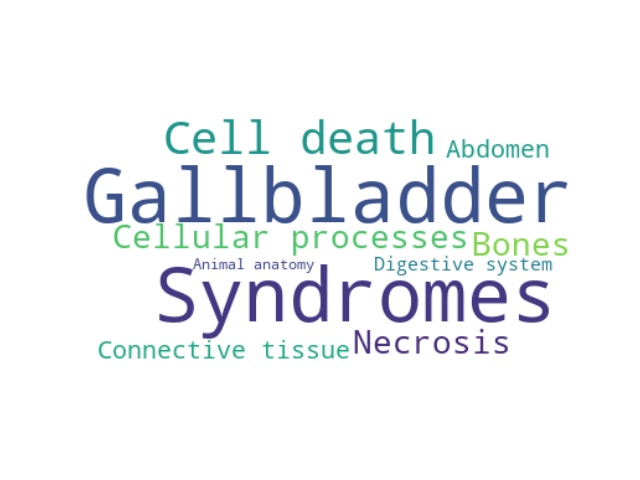 Cell death
Abdomen
Gallbladder
Cellular processes
Bones
Animal anatomy
Digestive system
Syndromes
Necrosis
Connective tissue